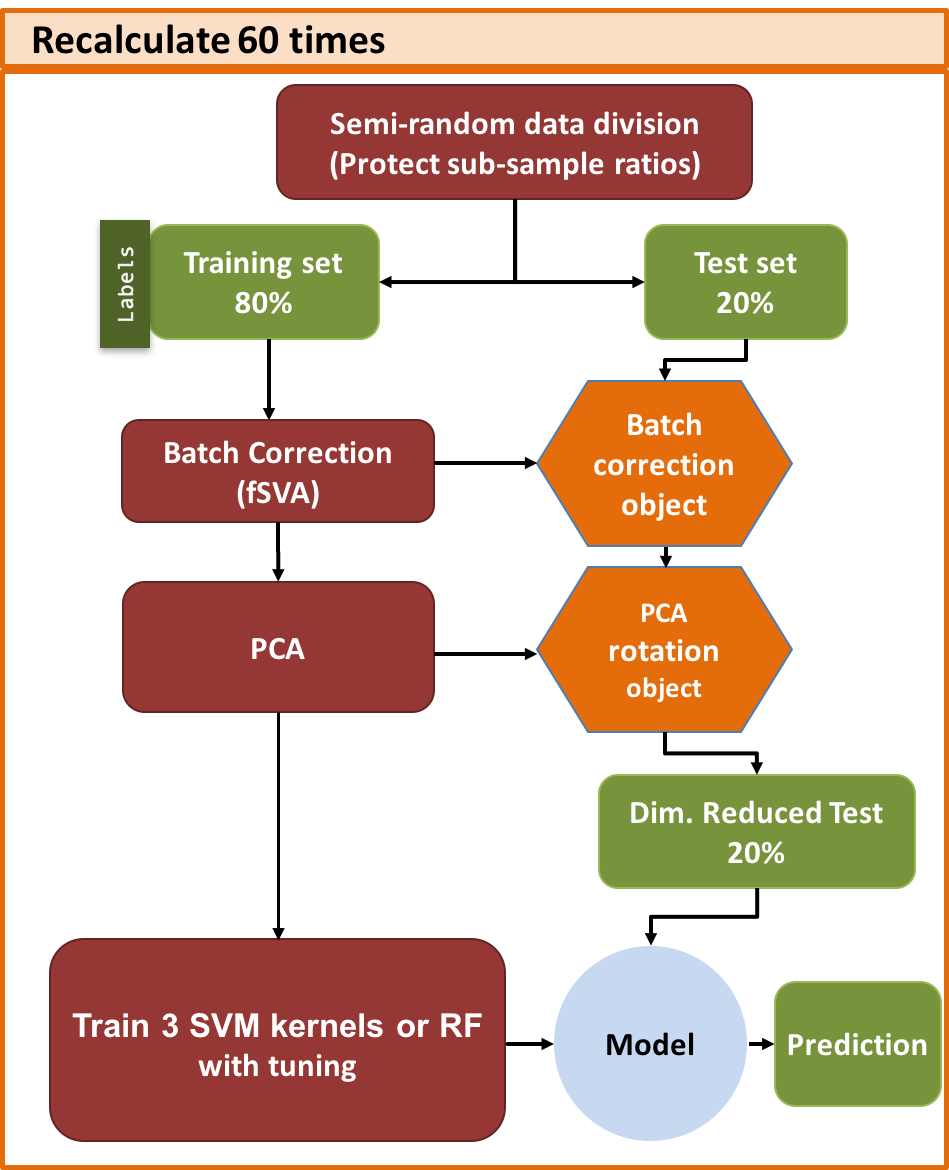 Recalculate 60 times
Semi-random data division
(Protect sub-sample ratios)
Labels
Training set
80%
Test set
20%
Batch Correction
(fSVA)
Batch
correction
object
PCA
PCA
rotation
object
Dim. Reduced Test
20%
Train 3 SVM kernels or RF
with tuning
Model
Prediction